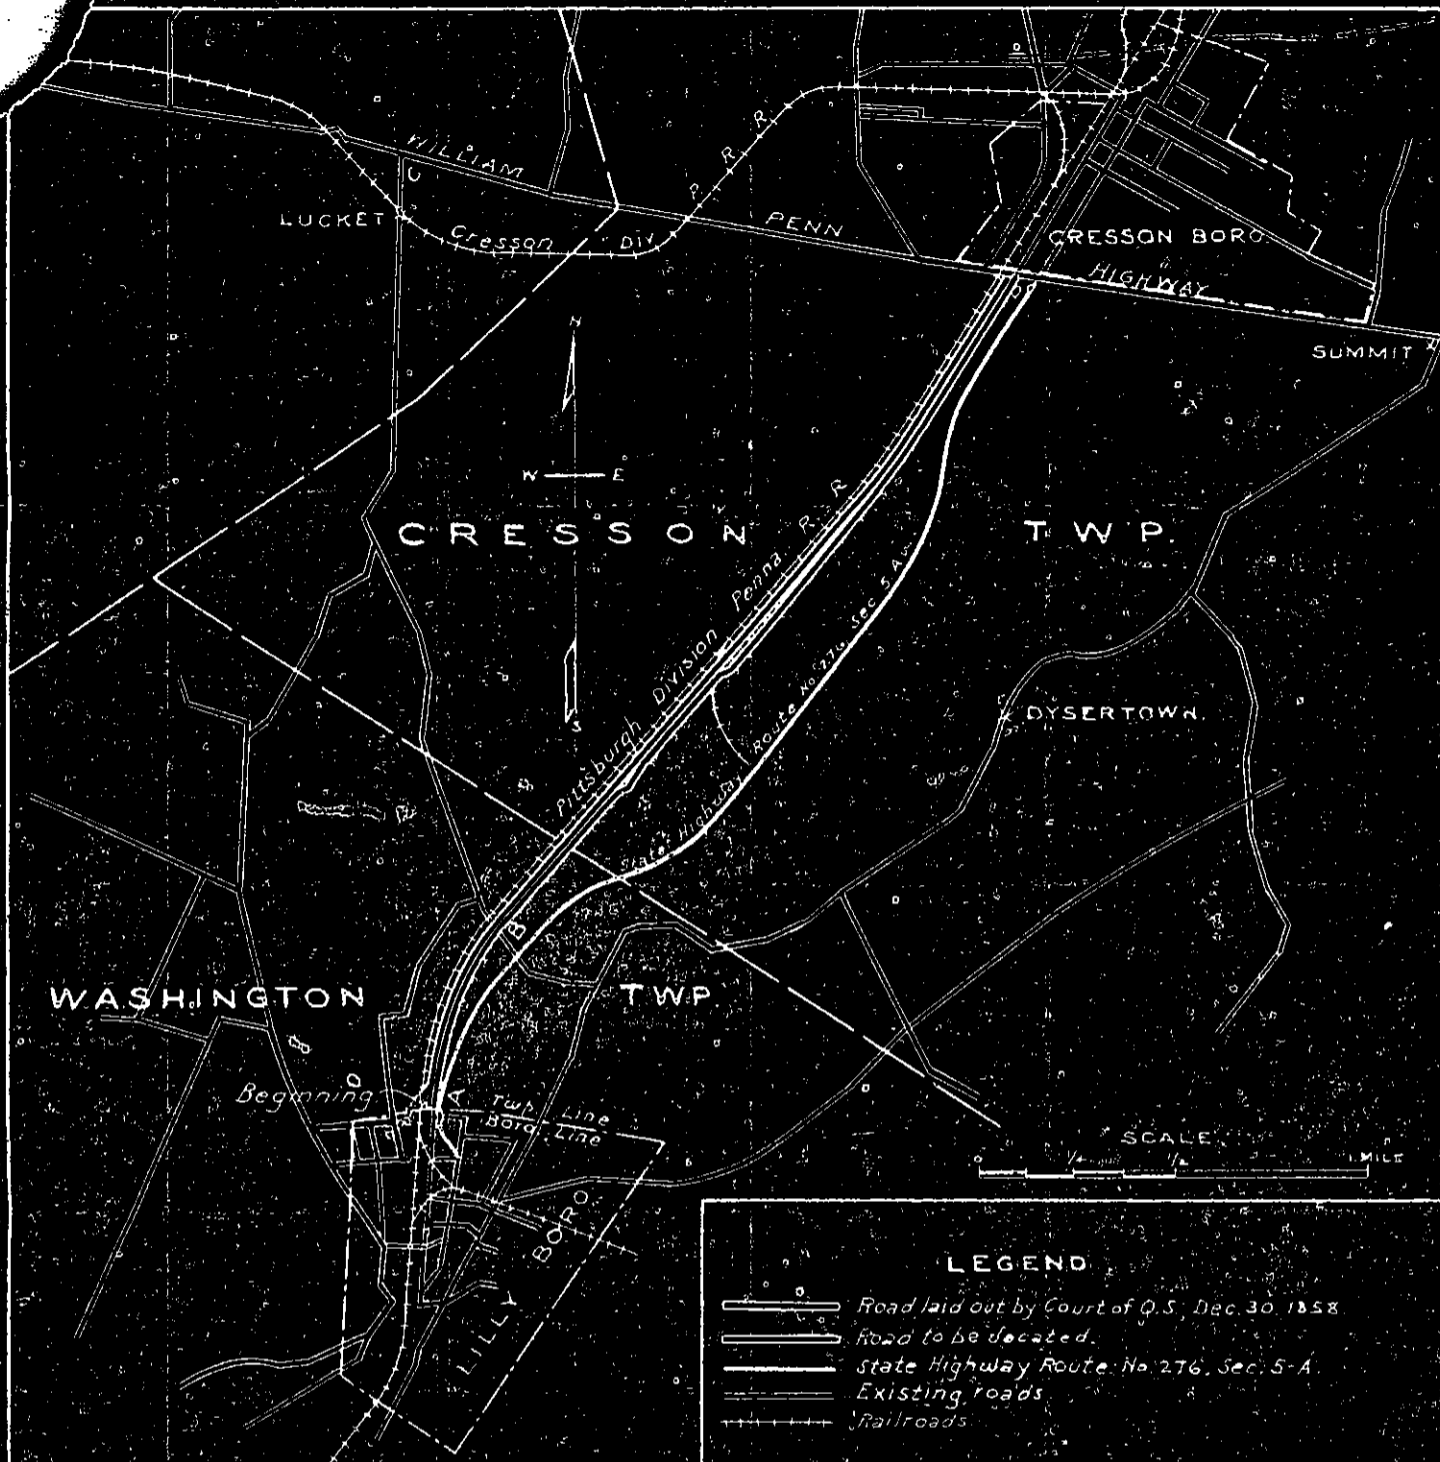 WILLIAM
PENN
HIGHWAY
P R R R
C
LUCKET
Cresson Div.
CRESSON BORO.
D
SUMMIT
N
W E
S
CRESSON TWP.
Pittsburgh Division Penna R R
State Highway Route No. 276. Sec. 5 A.
DYSERTOWN.
B
WASHINGTON TWP.
O
Beginning
A
Twp. Line
Boro. Line
LILLY BORO.
SCALE.
0 1/4 1/2 1 MILE
LEGEND
Road laid out by Court of Q.S., Dec. 30, 1858
Road to be vacated.
State Highway Route No. 276. Sec. 5-A.
Existing roads
Railroads